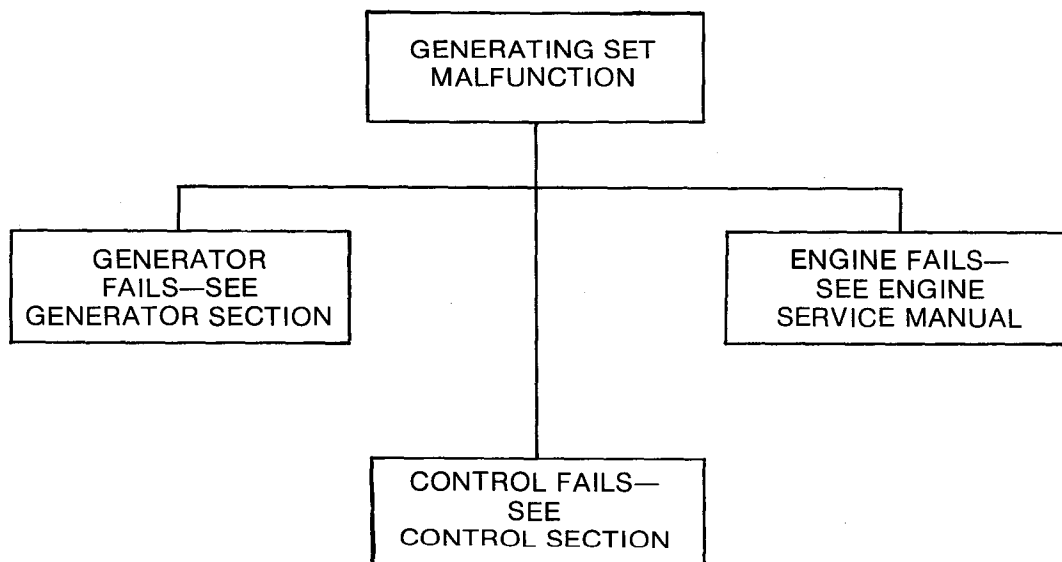 GENERATING SET
MALFUNCTION
GENERATOR
FAILS—SEE
GENERATOR SECTION
ENGINE FAILS—
SEE ENGINE
SERVICE MANUAL
CONTROL FAILS—
SEE
CONTROL SECTION